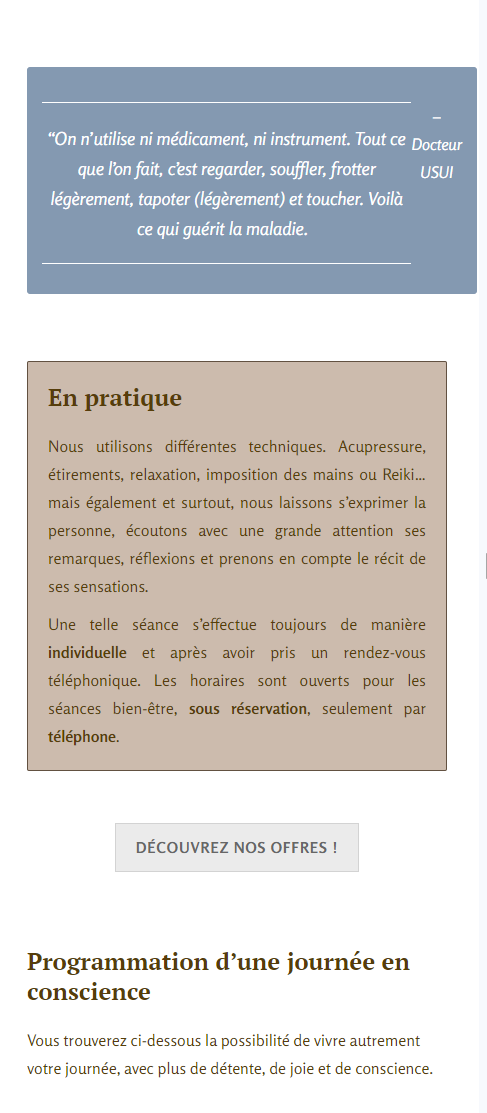 “On n’utilise ni médicament, ni instrument. Tout ce
que l’on fait, c’est regarder, souffler, frotter
légèrement, tapoter (légèrement) et toucher. Voilà
ce qui guérit la maladie.
–
Docteur
USUI
En pratique
Nous utilisons différentes techniques. Acupressure,
étirements, relaxation, imposition des mains ou Reiki…
mais également et surtout, nous laissons s’exprimer la
personne, écoutons avec une grande attention ses
remarques, réflexions et prenons en compte le récit de
ses sensations.
Une telle séance s’effectue toujours de manière
individuelle et après avoir pris un rendez-vous
téléphonique. Les horaires sont ouverts pour les
séances bien-être, sous réservation, seulement par
téléphone.
DÉCOUVREZ NOS OFFRES !
Programmation d’une journée en
conscience
Vous trouverez ci-dessous la possibilité de vivre autrement
votre journée, avec plus de détente, de joie et de conscience.